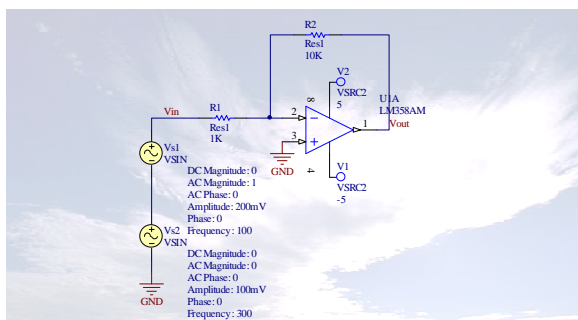 R2
Res1
10K
V2
VSRC2
5
8
U1A
LM358AM
Vin
R1
Res1
1K
2
3
1
Vout
GND
4
V1
VSRC2
-5
Vs1
VSIN
DC Magnitude: 0
AC Magnitude: 1
AC Phase: 0
Amplitude: 200mV
Phase: 0
Frequency: 100
Vs2
VSIN
DC Magnitude: 0
AC Magnitude: 0
AC Phase: 0
Amplitude: 100mV
Phase: 0
Frequency: 300
GND